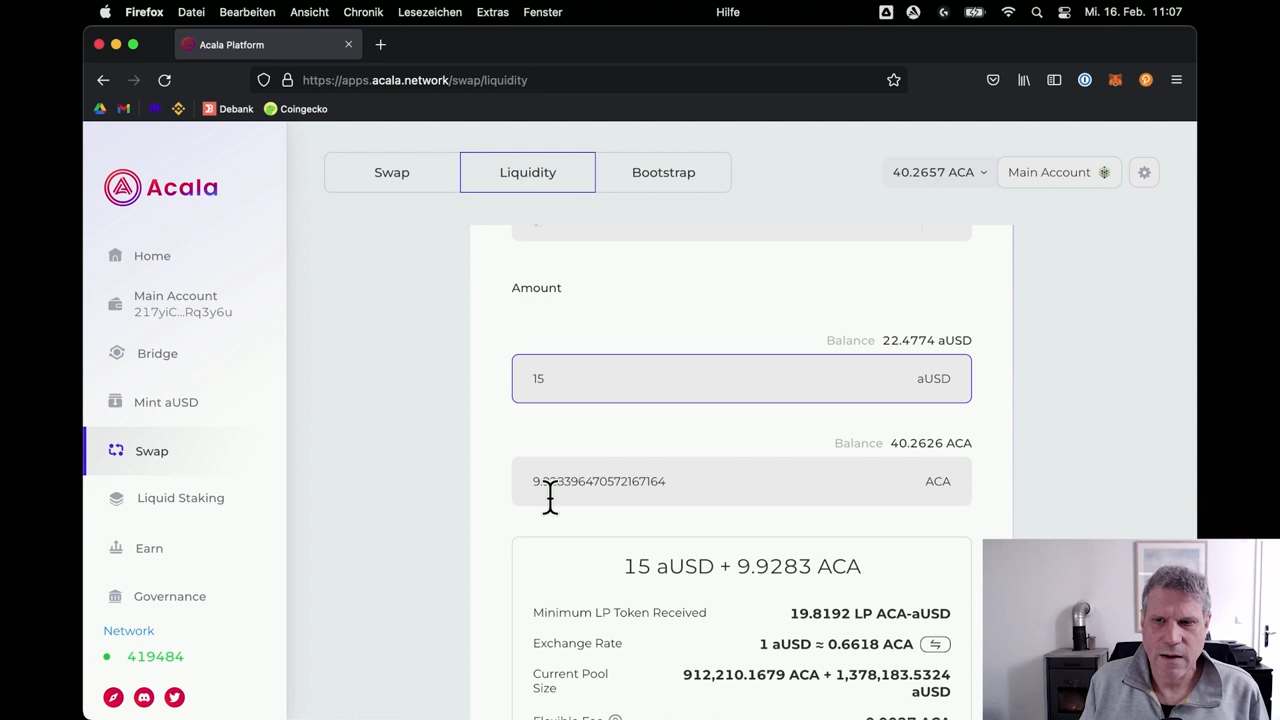 Firefox Datei Bearbeiten Ansicht Chronik Lesezeichen Extras Fenster Hilfe Mi. 16. Feb. 11:07
Acala Platform
https://apps.acala.network/swap/liquidity
Debank Coingecko
Acala
Swap Liquidity Bootstrap 40.2657 ACA Main Account
Home
Main Account
217yiC...Rq3y6u
Bridge
Mint aUSD
Swap
Liquid Staking
Earn
Governance
Network
419484
Amount
Balance 22.4774 aUSD
15 aUSD
Balance 40.2626 ACA
ACA
15 aUSD + 9.9283 ACA
Minimum LP Token Received 19.8192 LP ACA-aUSD
Exchange Rate 1 aUSD ≈ 0.6618 ACA
Current Pool Size 912,210.1679 ACA + 1,378,183.5324 aUSD